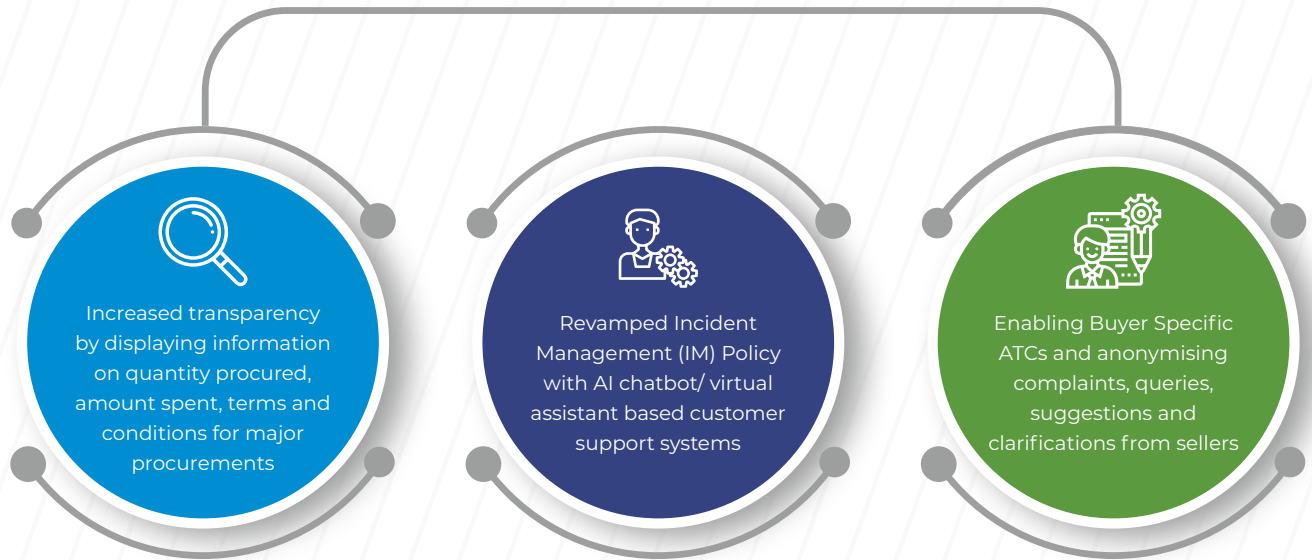 Increased transparency
by displaying information
on quantity procured,
amount spent, terms and
conditions for major
procurements
Revamped Incident
Management (IM) Policy
with AI chatbot/ virtual
assistant based customer
support systems
Enabling Buyer Specific
ATCs and anonymising
complaints, queries,
suggestions and
clarifications from sellers